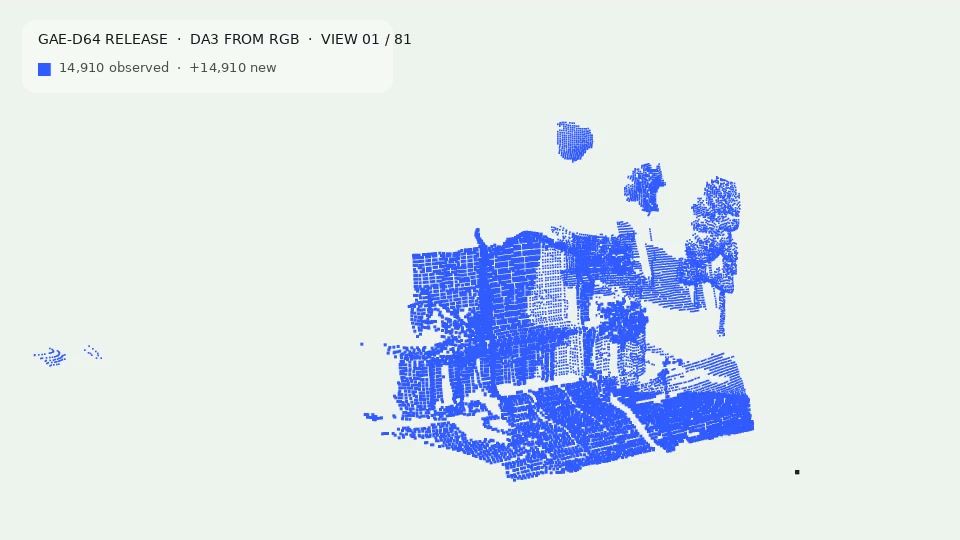 GAE-D64 RELEASE · DA3 FROM RGB · VIEW 01 / 81
14,910 observed · +14,910 new